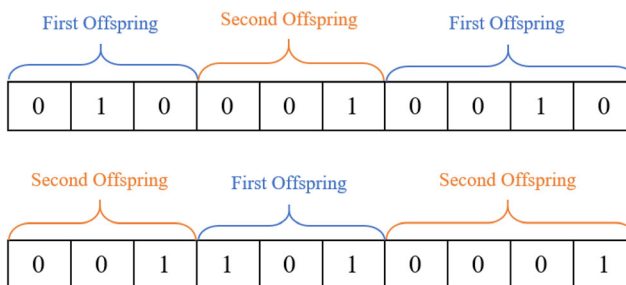 First Offspring Second Offspring First Offspring
0 1 0 0 0 1 0 0 1 0
Second Offspring First Offspring Second Offspring
0 0 1 1 0 1 0 0 0 1